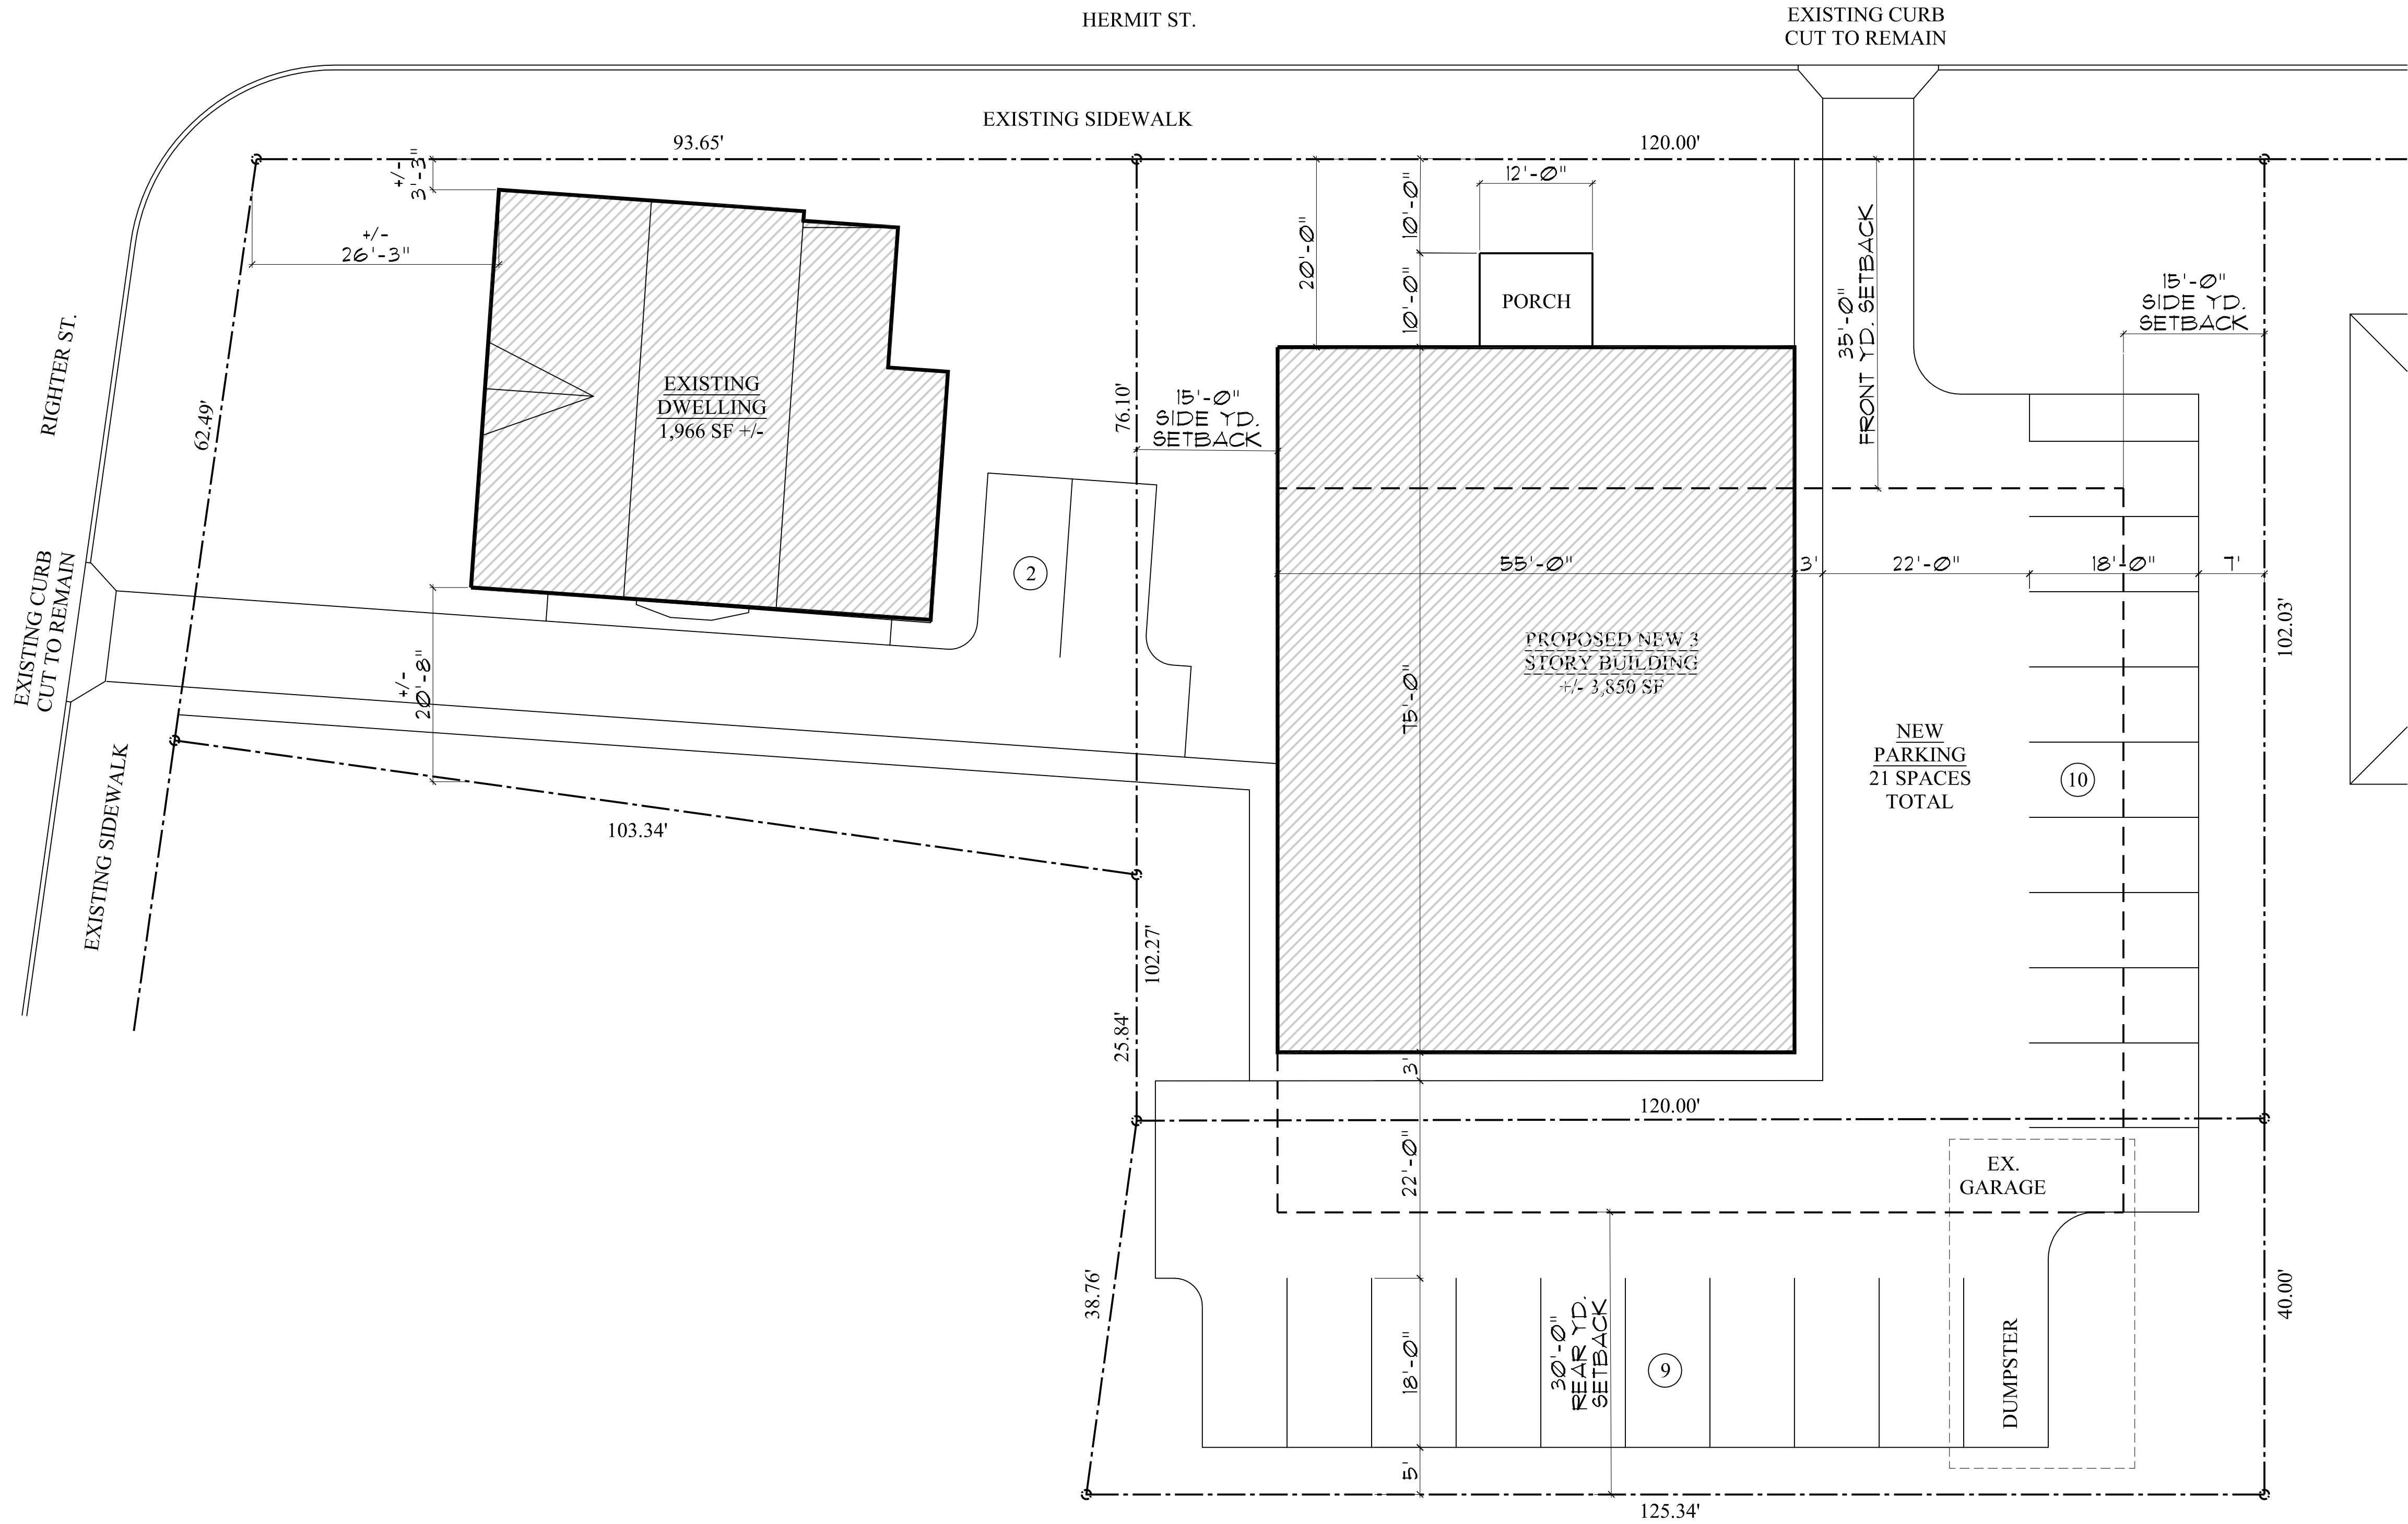 HERMIT ST.
EXISTING CURB
CUT TO REMAIN
EXISTING SIDEWALK
93.65'
120.00'
+/-
3'-3"
+/-
26'-3"
12'-0"
10'-0"
20'-0"
10'-0"
PORCH
35'-0"
FRONT YD. SETBACK
15'-0"
SIDE YD.
SETBACK
RIGHTER ST.
62.49'
EXISTING
DWELLING
1,966 SF +/-
76.10'
15'-0"
SIDE YD.
SETBACK
2
55'-0"
3'
22'-0"
18'-0"
7'
EXISTING CURB
CUT TO REMAIN
+/-
20'-8"
75'-0"
PROPOSED NEW 3
STORY BUILDING
+/- 3,850 SF
102.03'
NEW
PARKING
21 SPACES
TOTAL
10
EXISTING SIDEWALK
103.34'
102.27'
25.84'
3'
120.00'
22'-0"
EX.
GARAGE
38.76'
40.00'
18'-0"
30'-0"
REAR YD.
SETBACK
9
DUMPSTER
5'
125.34'